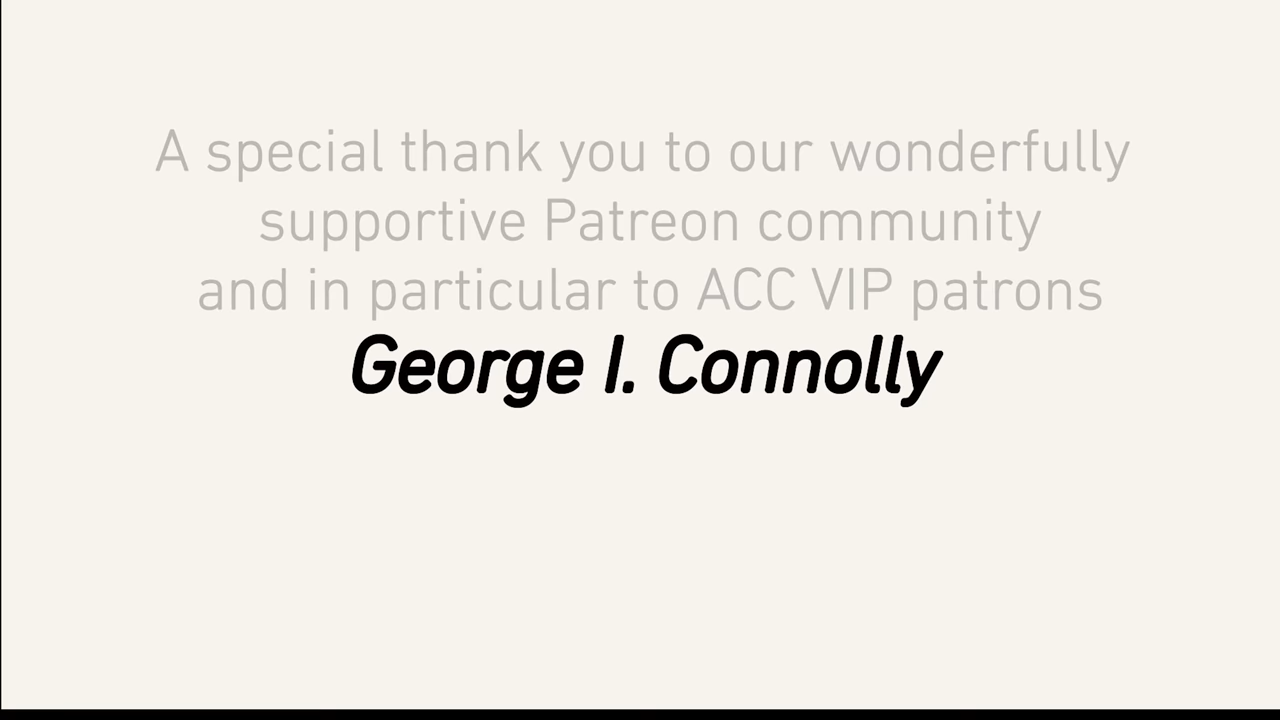 A special thank you to our wonderfully
supportive Patreon community
and in particular to ACC VIP patrons
George I. Connolly